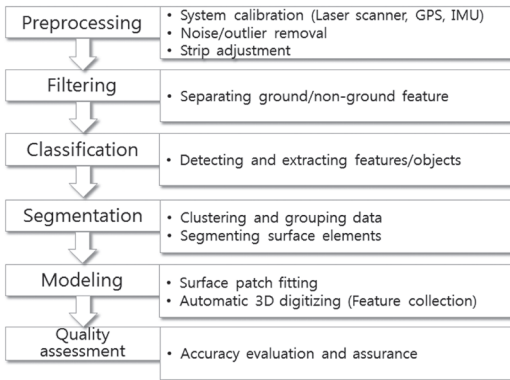 Preprocessing
• System calibration (Laser scanner, GPS, IMU)
• Noise/outlier removal
• Strip adjustment
Filtering
• Separating ground/non-ground feature
Classification
• Detecting and extracting features/objects
Segmentation
• Clustering and grouping data
• Segmenting surface elements
Modeling
• Surface patch fitting
• Automatic 3D digitizing (Feature collection)
Quality
assessment
• Accuracy evaluation and assurance